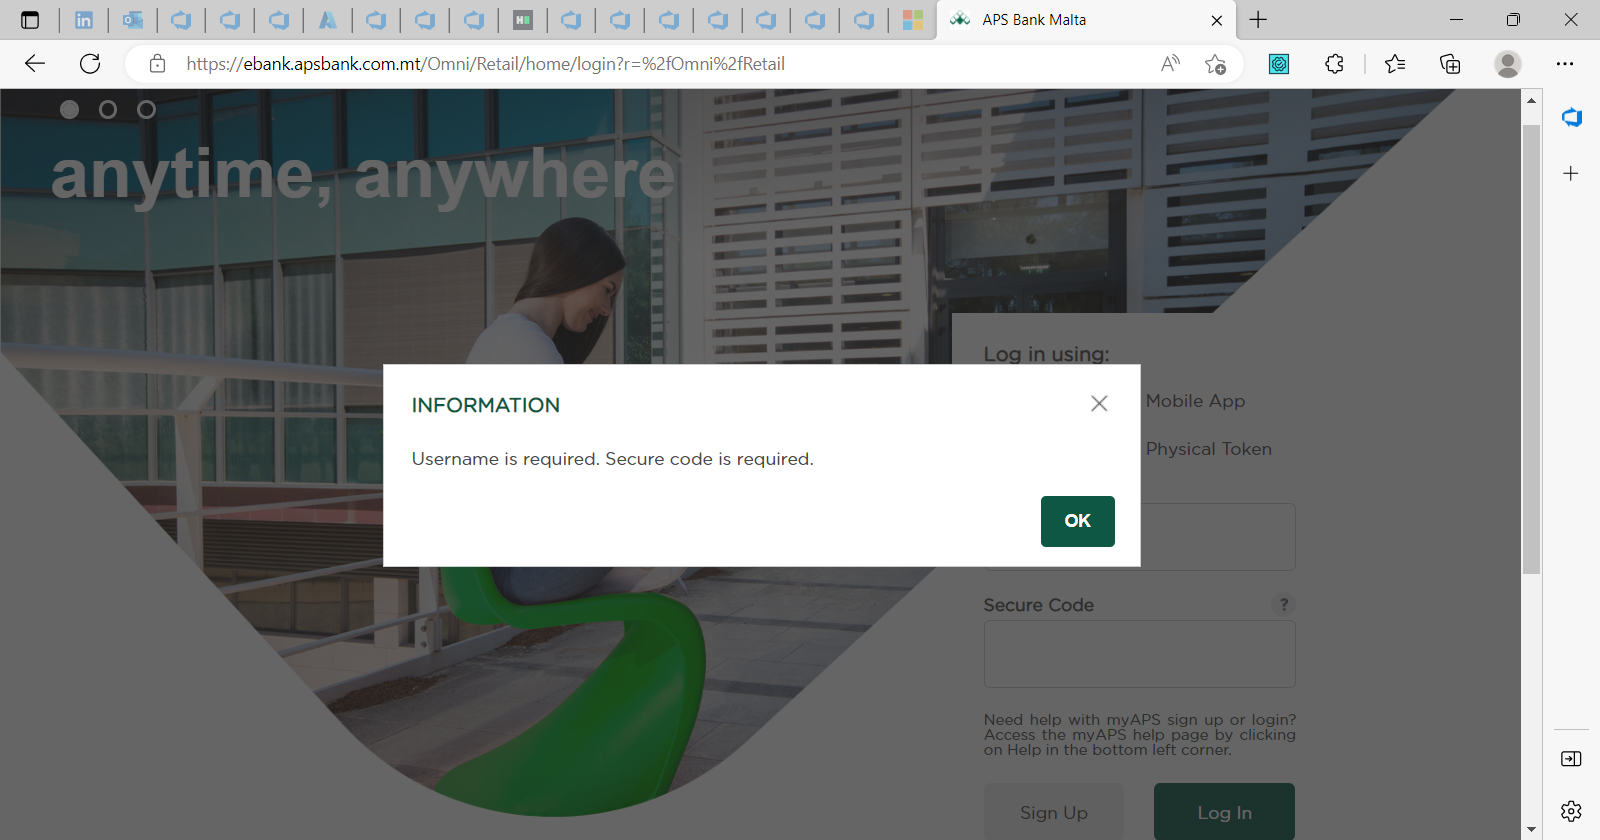 APS Bank Malta
https://ebank.apsbank.com.mt/Omni/Retail/home/login?r=%2fOmni%2fRetail
anytime, anywhere
Log in using:
INFORMATION
Mobile App
Username is required. Secure code is required.
Physical Token
OK
Secure Code
?
Need help with myAPS sign up or login?
Access the myAPS help page by clicking
on Help in the bottom left corner.
Sign Up
Log In